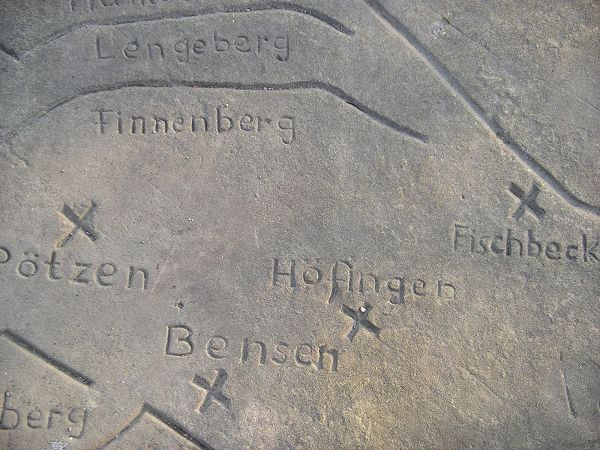 Lengeberg
Finnenberg
Fischbeck
Pötzen
Höfingen
Bensen
berg